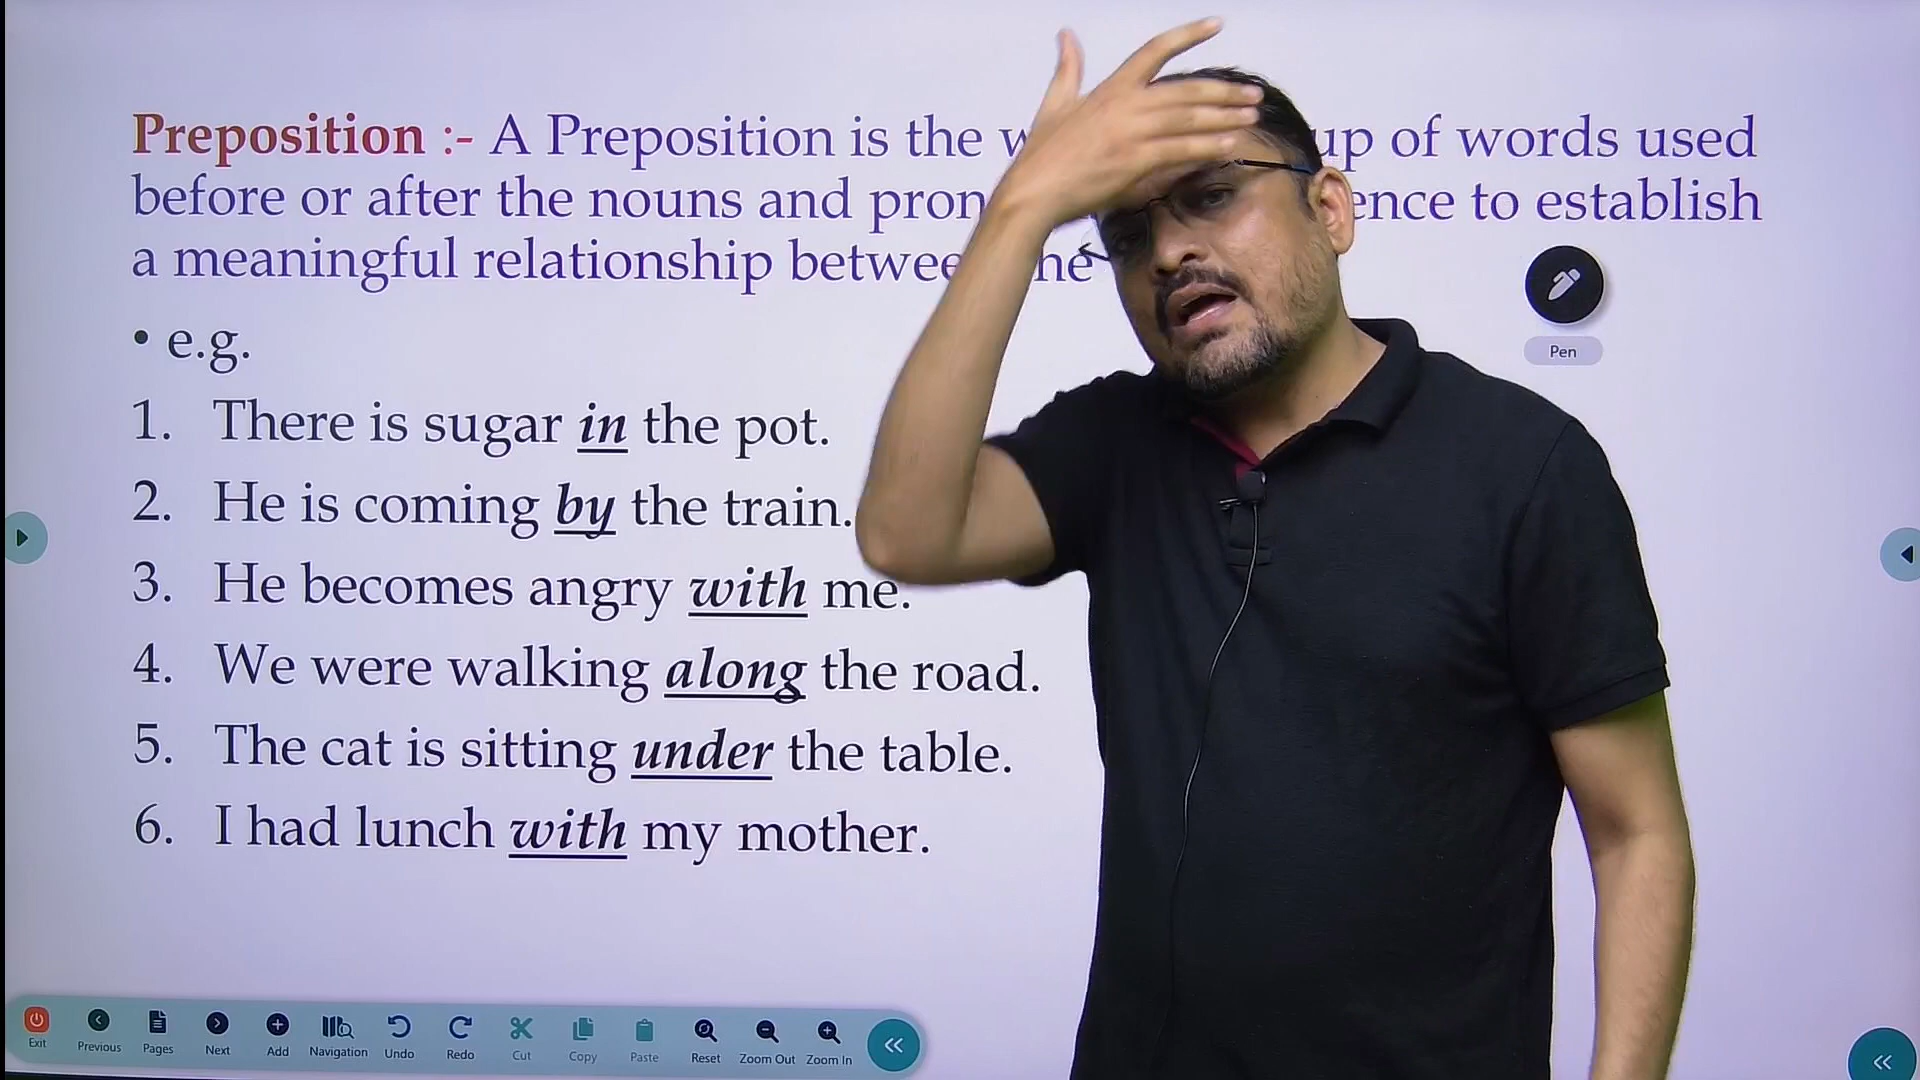 Preposition :- A Preposition is the up of words used
before or after the nouns and to establish
a meaningful relationship
• e.g.
1. There is sugar in the pot.
2. He is coming by the train.
3. He becomes angry with me.
4. We were walking along the road.
5. The cat is sitting under the table.
6. I had lunch with my mother.
Pen
Exit Previous Pages Next Add Navigation Undo Redo Cut Copy Paste Reset Zoom Out Zoom In